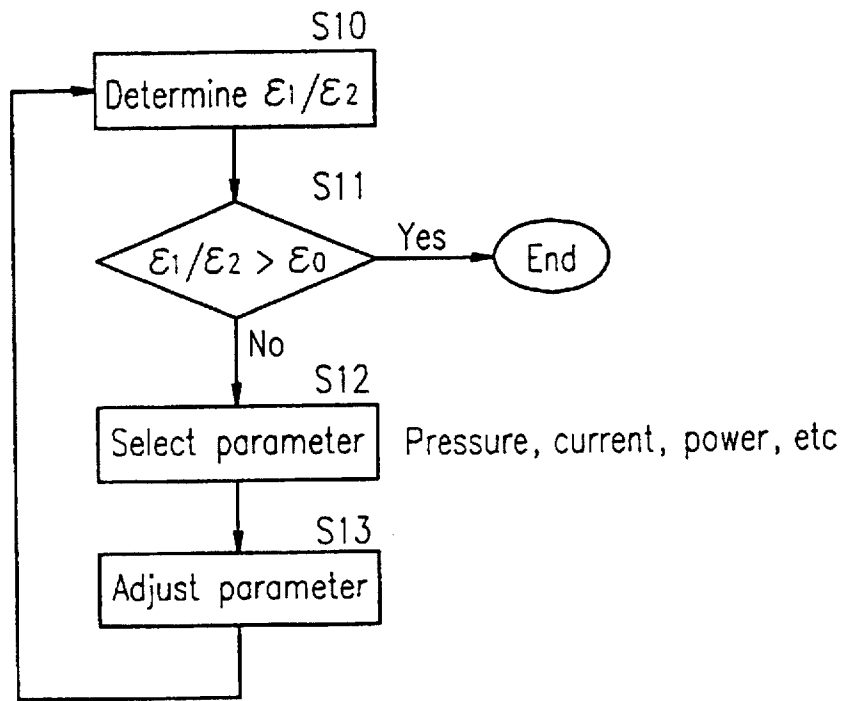 S10
Determine ε1/ε2
S11
ε1/ε2 > ε0
Yes
End
No
S12
Select parameter
Pressure, current, power, etc
S13
Adjust parameter